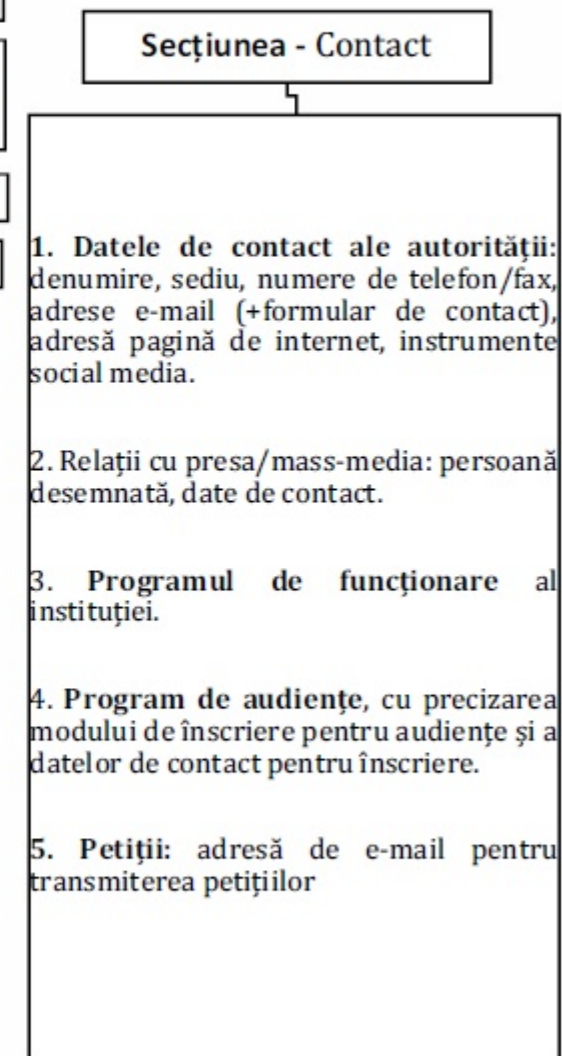 Secțiunea - Contact
1. Datele de contact ale autorității:
denumire, sediu, numere de telefon/fax,
adrese e-mail (+formular de contact),
adresă pagină de internet, instrumente
social media.
2. Relații cu presa/mass-media: persoană
desemnată, date de contact.
3. Programul de funcționare al
instituției.
4. Program de audiențe, cu precizarea
modului de înscriere pentru audiențe și a
datelor de contact pentru înscriere.
5. Petiții: adresă de e-mail pentru
transmiterea petițiilor